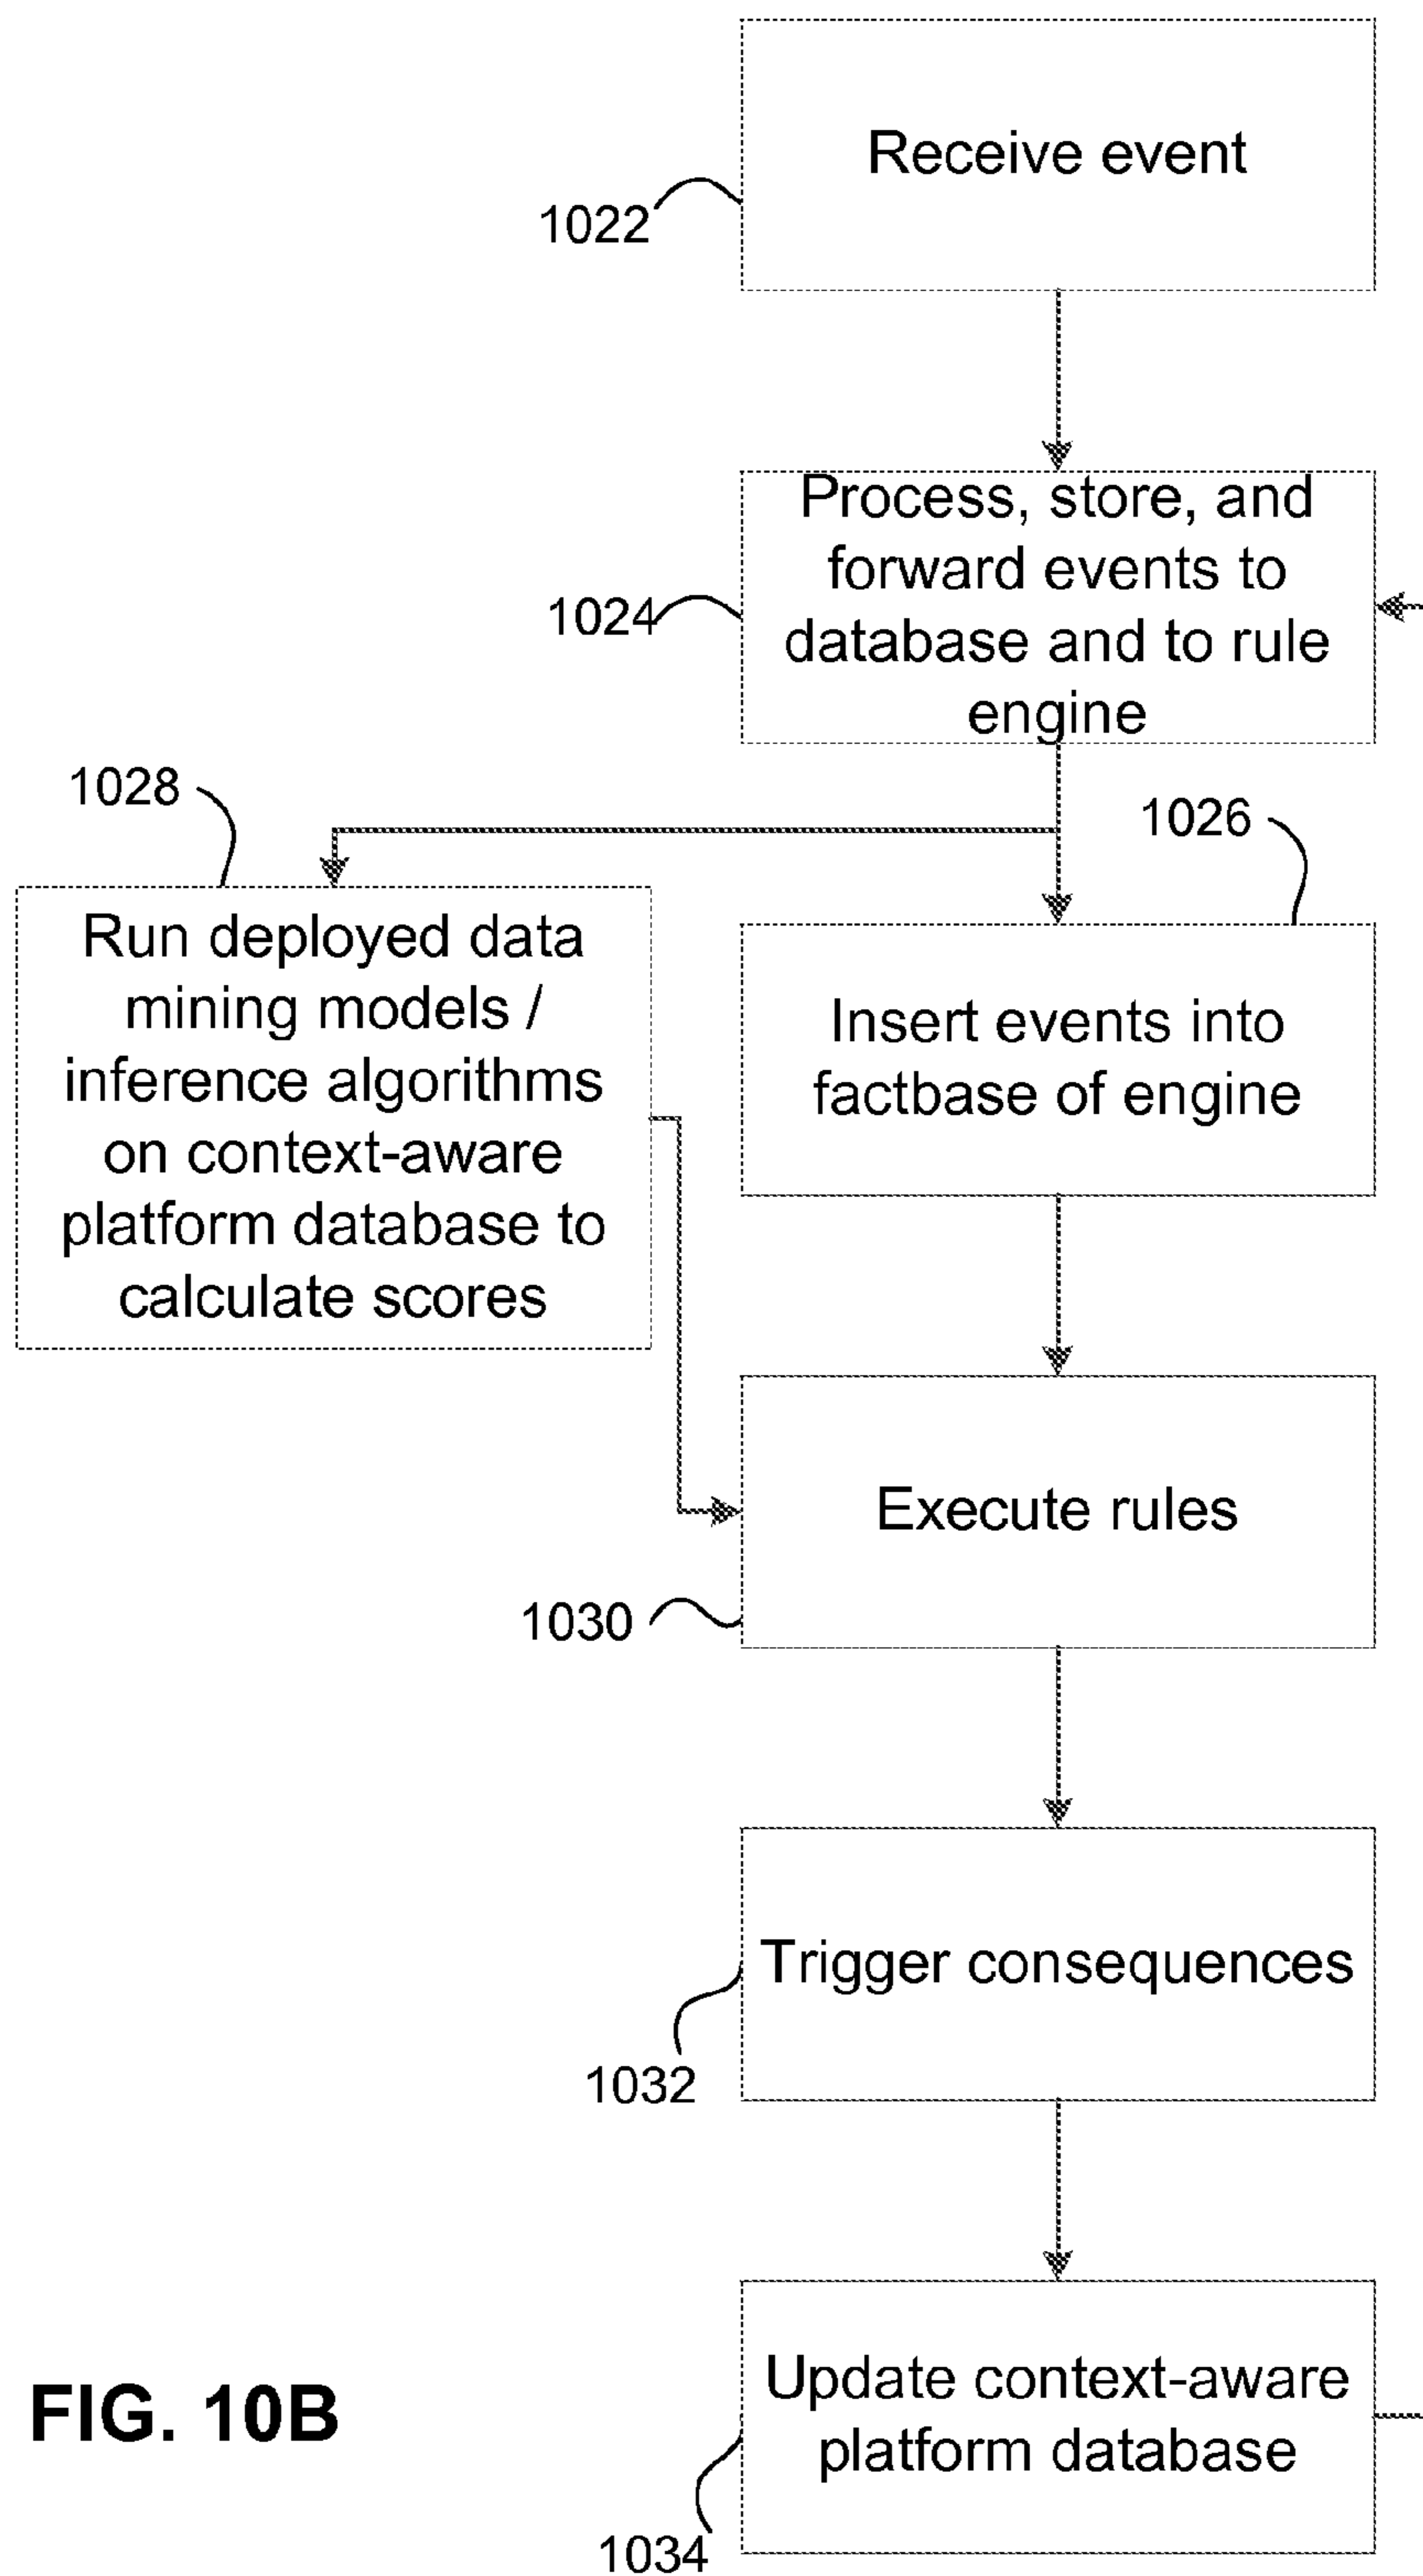 Receive event
1022
Process, store, and
forward events to
database and to rule
engine
1024
1028
1026
Run deployed data
mining models /
inference algorithms
on context-aware
platform database to
calculate scores
Insert events into
factbase of engine
Execute rules
1030
Trigger consequences
1032
Update context-aware
platform database
1034
FIG. 10B